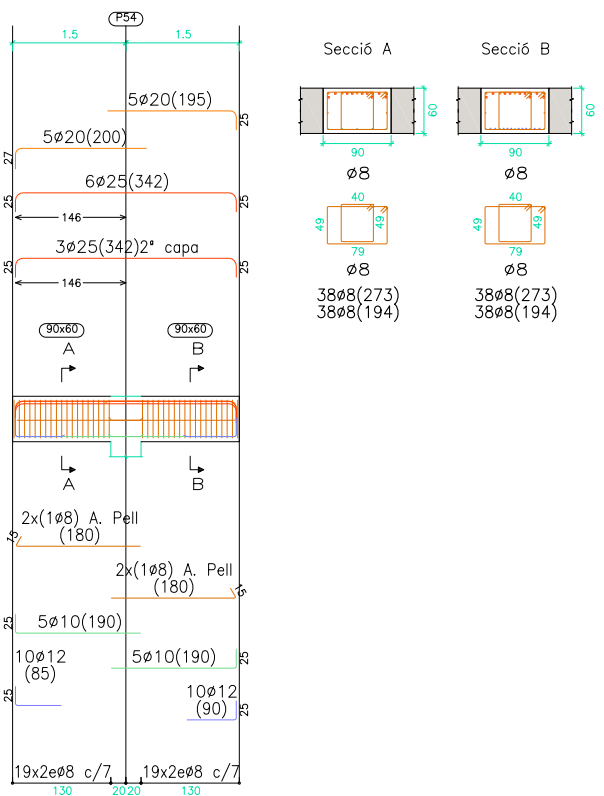 P54
1.5
1.5
5ø20(195)
25
5ø20(200)
27
6ø25(342)
25
25
146
3ø25(342)2ª capa
25
25
146
90x60
90x60
A
B
A
B
2x(1ø8) A. Pell
(180)
15
2x(1ø8) A. Pell
(180)
15
5ø10(190)
25
5ø10(190)
25
10ø12
(85)
25
10ø12
(90)
25
19x2eø8 c/7
19x2eø8 c/7
130
20
20
130
Secció A
60
90
ø8
40
49
49
79
ø8
38ø8(273)
38ø8(194)
Secció B
60
90
ø8
40
49
49
79
ø8
38ø8(273)
38ø8(194)